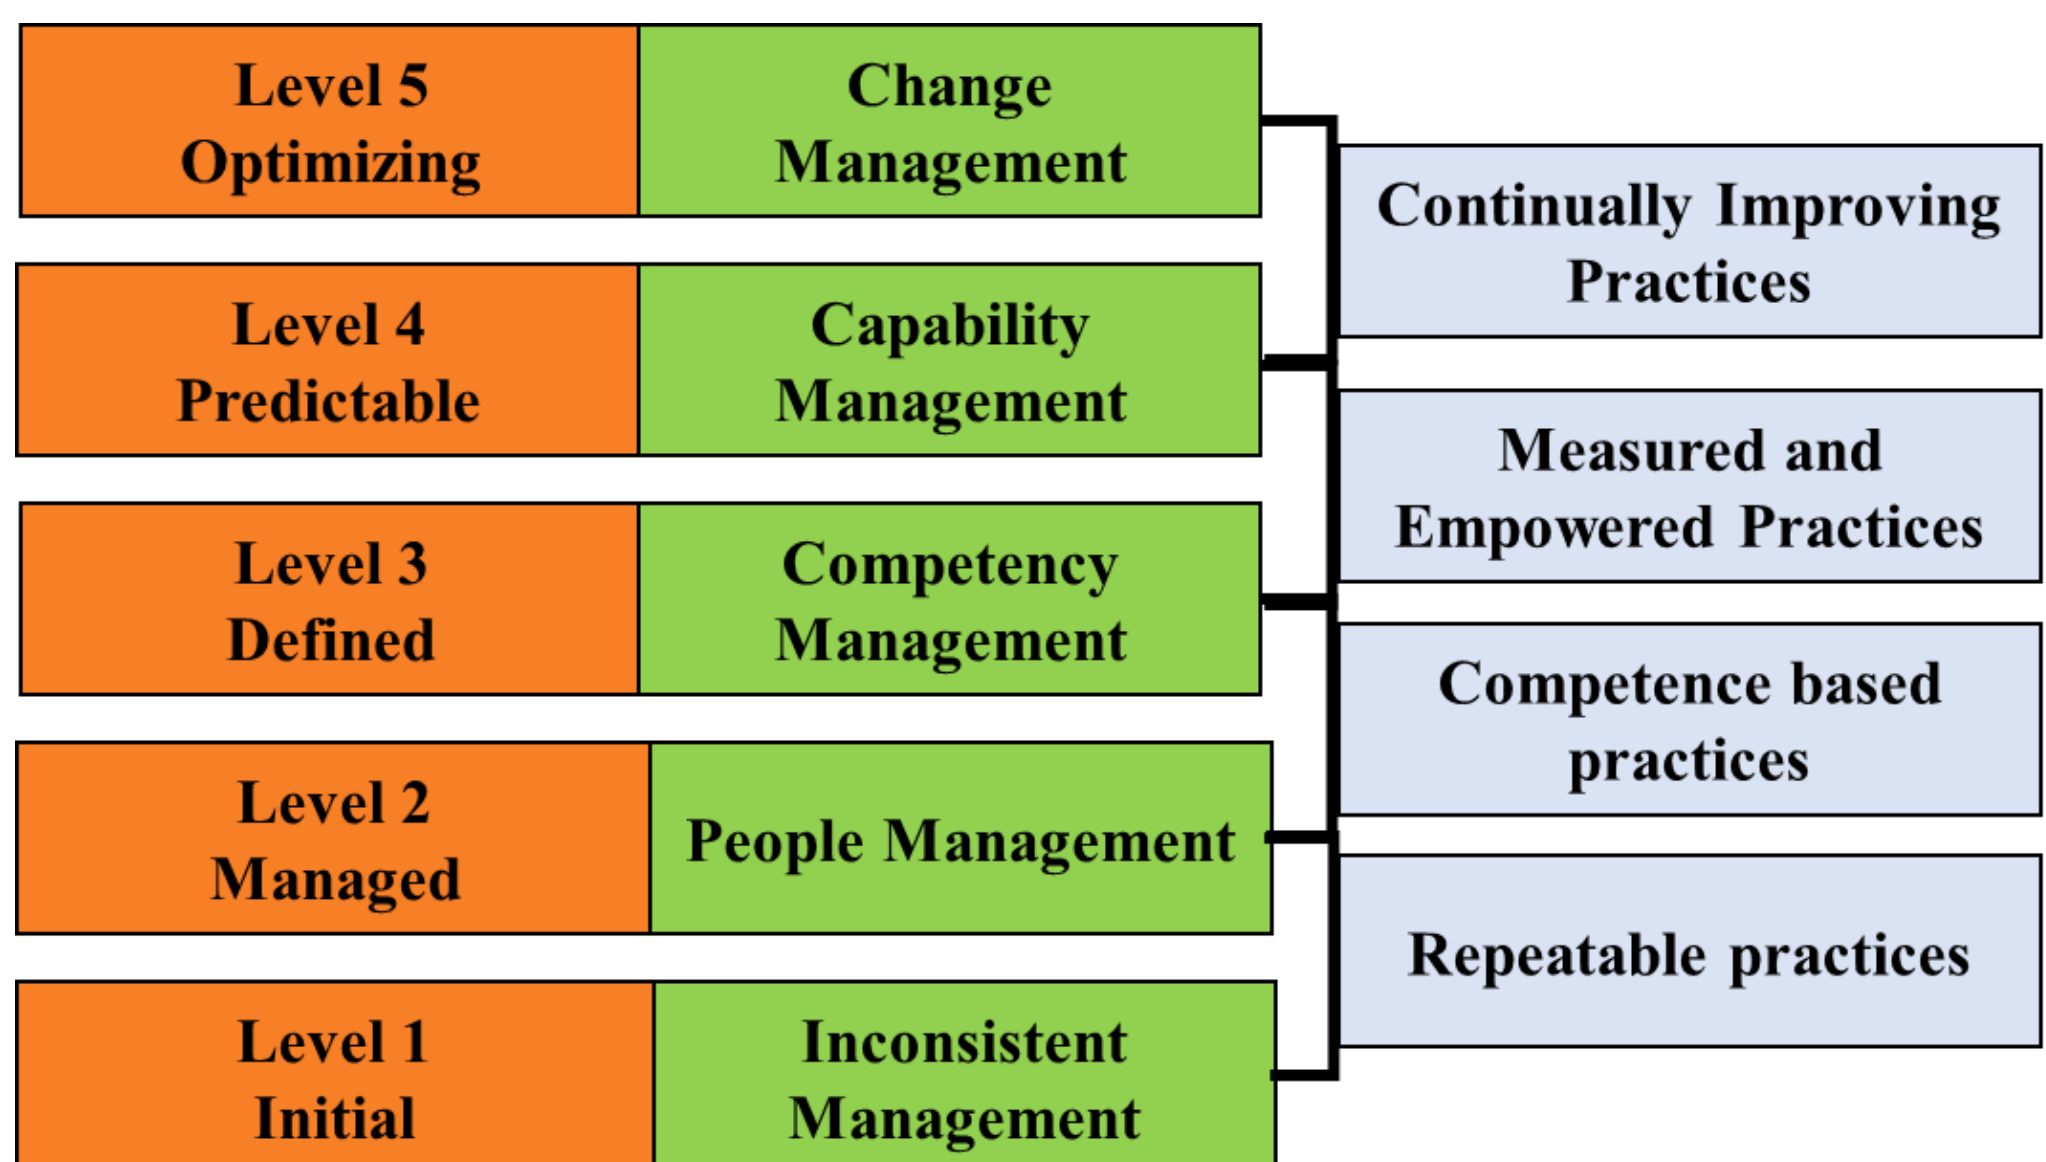 Level 5
Optimizing
Change
Management
Continually Improving
Practices
Level 4
Predictable
Capability
Management
Measured and
Empowered Practices
Level 3
Defined
Competency
Management
Competence based
practices
Level 2
Managed
People Management
Repeatable practices
Level 1
Initial
Inconsistent
Management